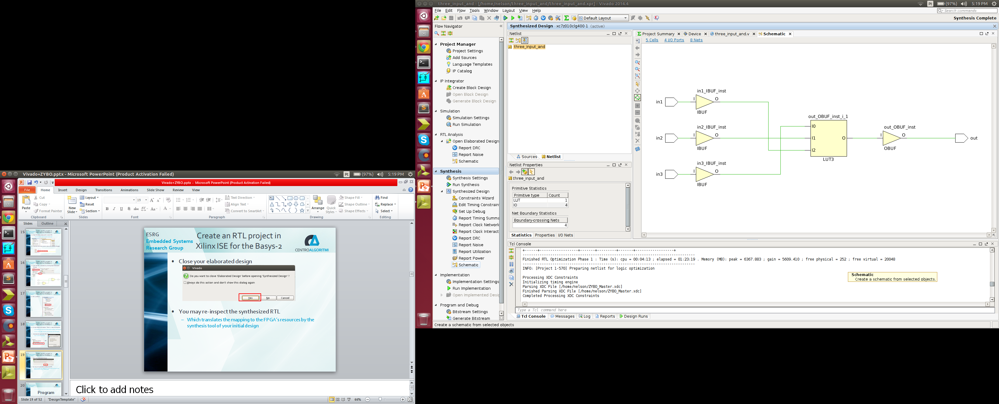 three_input_and - [/home/nelson/three_input_and/three_input_and.xpr] - Vivado 2014.4
Pt (97%) 5:19 PM
File Edit Flow Tools Window Layout View Help
Search commands
Default Layout
Synthesis Complete
Flow Navigator
Project Manager
Project Settings
Add Sources
Language Templates
IP Catalog
IP Integrator
Create Block Design
Open Block Design
Generate Block Design
Simulation
Simulation Settings
Run Simulation
RTL Analysis
Open Elaborated Design
Report DRC
Report Noise
Schematic
Synthesis
Synthesis Settings
Run Synthesis
Synthesized Design
Constraints Wizard
Edit Timing Constrain
Set Up Debug
Report Timing Summa
Report Clock Network
Report Clock Interact
Report DRC
Report Noise
Report Utilization
Report Power
Schematic
Implementation
Implementation Settings
Run Implementation
Open Implemented Desig
Program and Debug
Bitstream Settings
Generate Bitstream
Synthesized Design - xc7z010clg400-1 (active)
Netlist
three_input_and
Sources Netlist
Netlist Properties
three_input_and
Primitive Statistics
Primitive type Count
LUT 1
IO 4
Net Boundary Statistics
Boundary-crossing Nets
4
Statistics Properties I/O Nets
Project Summary Device three_input_and.v Schematic
5 Cells 4 I/O Ports 8 Nets
in1_IBUF_inst
in1 I O
IBUF
in2_IBUF_inst
in2 I O
IBUF
in3_IBUF_inst
in3 I O
IBUF
out_OBUF_inst_i_1
I0
I1 O
I2
LUT3
out_OBUF_inst
I O out
OBUF
Tcl Console
Finished RTL Optimization Phase 1 : Time (s): cpu = 00:04:13 ; elapsed = 01:23:19 . Memory (MB): peak = 6367.883 ; gain = 5609.410 ; free physical = 252 ; free virtual = 20048
INFO: [Project 1-570] Preparing netlist for logic optimization
Processing XDC Constraints
Initializing timing engine
Parsing XDC File [/home/nelson/ZYBO_Master.xdc]
Finished Parsing XDC File [/home/nelson/ZYBO_Master.xdc]
Completed Processing XDC Constraints
Schematic
Create a schematic from selected objects.
Type a Tcl command here
Tcl Console Messages Log Reports Design Runs
Create a schematic from selected objects
Vivado+ZYBO.pptx - Microsoft PowerPoint (Product Activation Failed)
Pt (97%) 5:19 PM
Vivado+ZYBO.pptx - Microsoft PowerPoint (Product Activation Failed)
File Home Insert Design Transitions Animations Slide Show Review View
Paste
Cut
Copy
Format Painter
Clipboard
New
Slide
Layout
Reset
Section
Slides
19
Font
Text Direction
Align Text
Convert to SmartArt
Paragraph
Arrange
Quick
Styles
Shape Fill
Shape Outline
Shape Effects
Drawing
Find
Replace
Select
Editing
Slides Outline
15
16
17
18
19
20
Program
ESRG
Embedded Systems
Research Group
Create an RTL project in
Xilinx ISE for the Basys-2
CENTROALGORITMI
• Close your elaborated design
Vivado
Do you want to close 'Elaborated Design' before opening 'Synthesized Design' ?
Always do this action and don't show this dialog again
Yes No Cancel
• You may re-inspect the synthesized RTL
– Which translates the mapping to the FPGA's resources by the
synthesis tool of your initial design
Click to add notes
Slide 19 of 52 "DesignTemplate" 66%